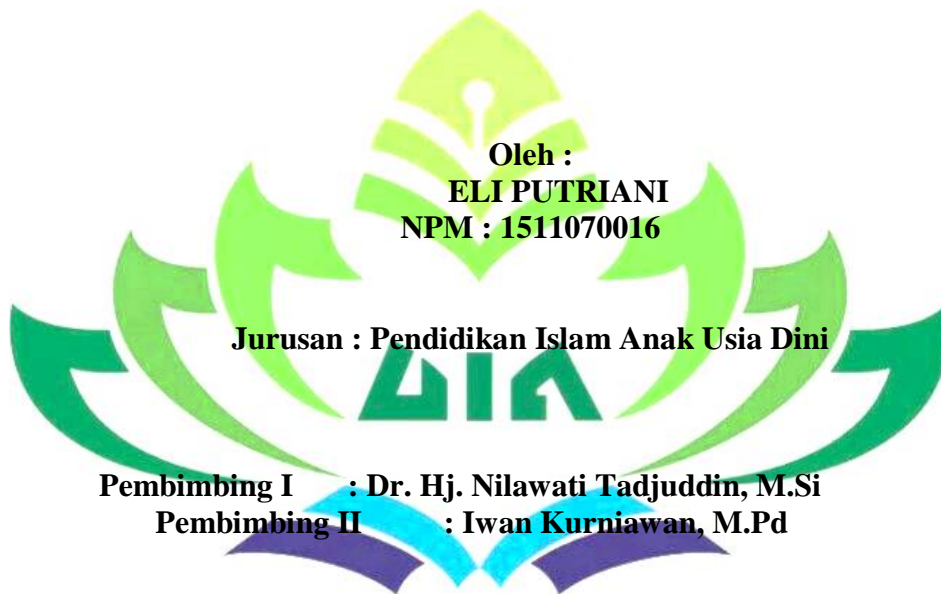 Oleh :
ELI PUTRIANI
NPM : 1511070016
Jurusan : Pendidikan Islam Anak Usia Dini
UIN
Pembimbing I : Dr. Hj. Nilawati Tadjuddin, M.Si
Pembimbing II : Iwan Kurniawan, M.Pd